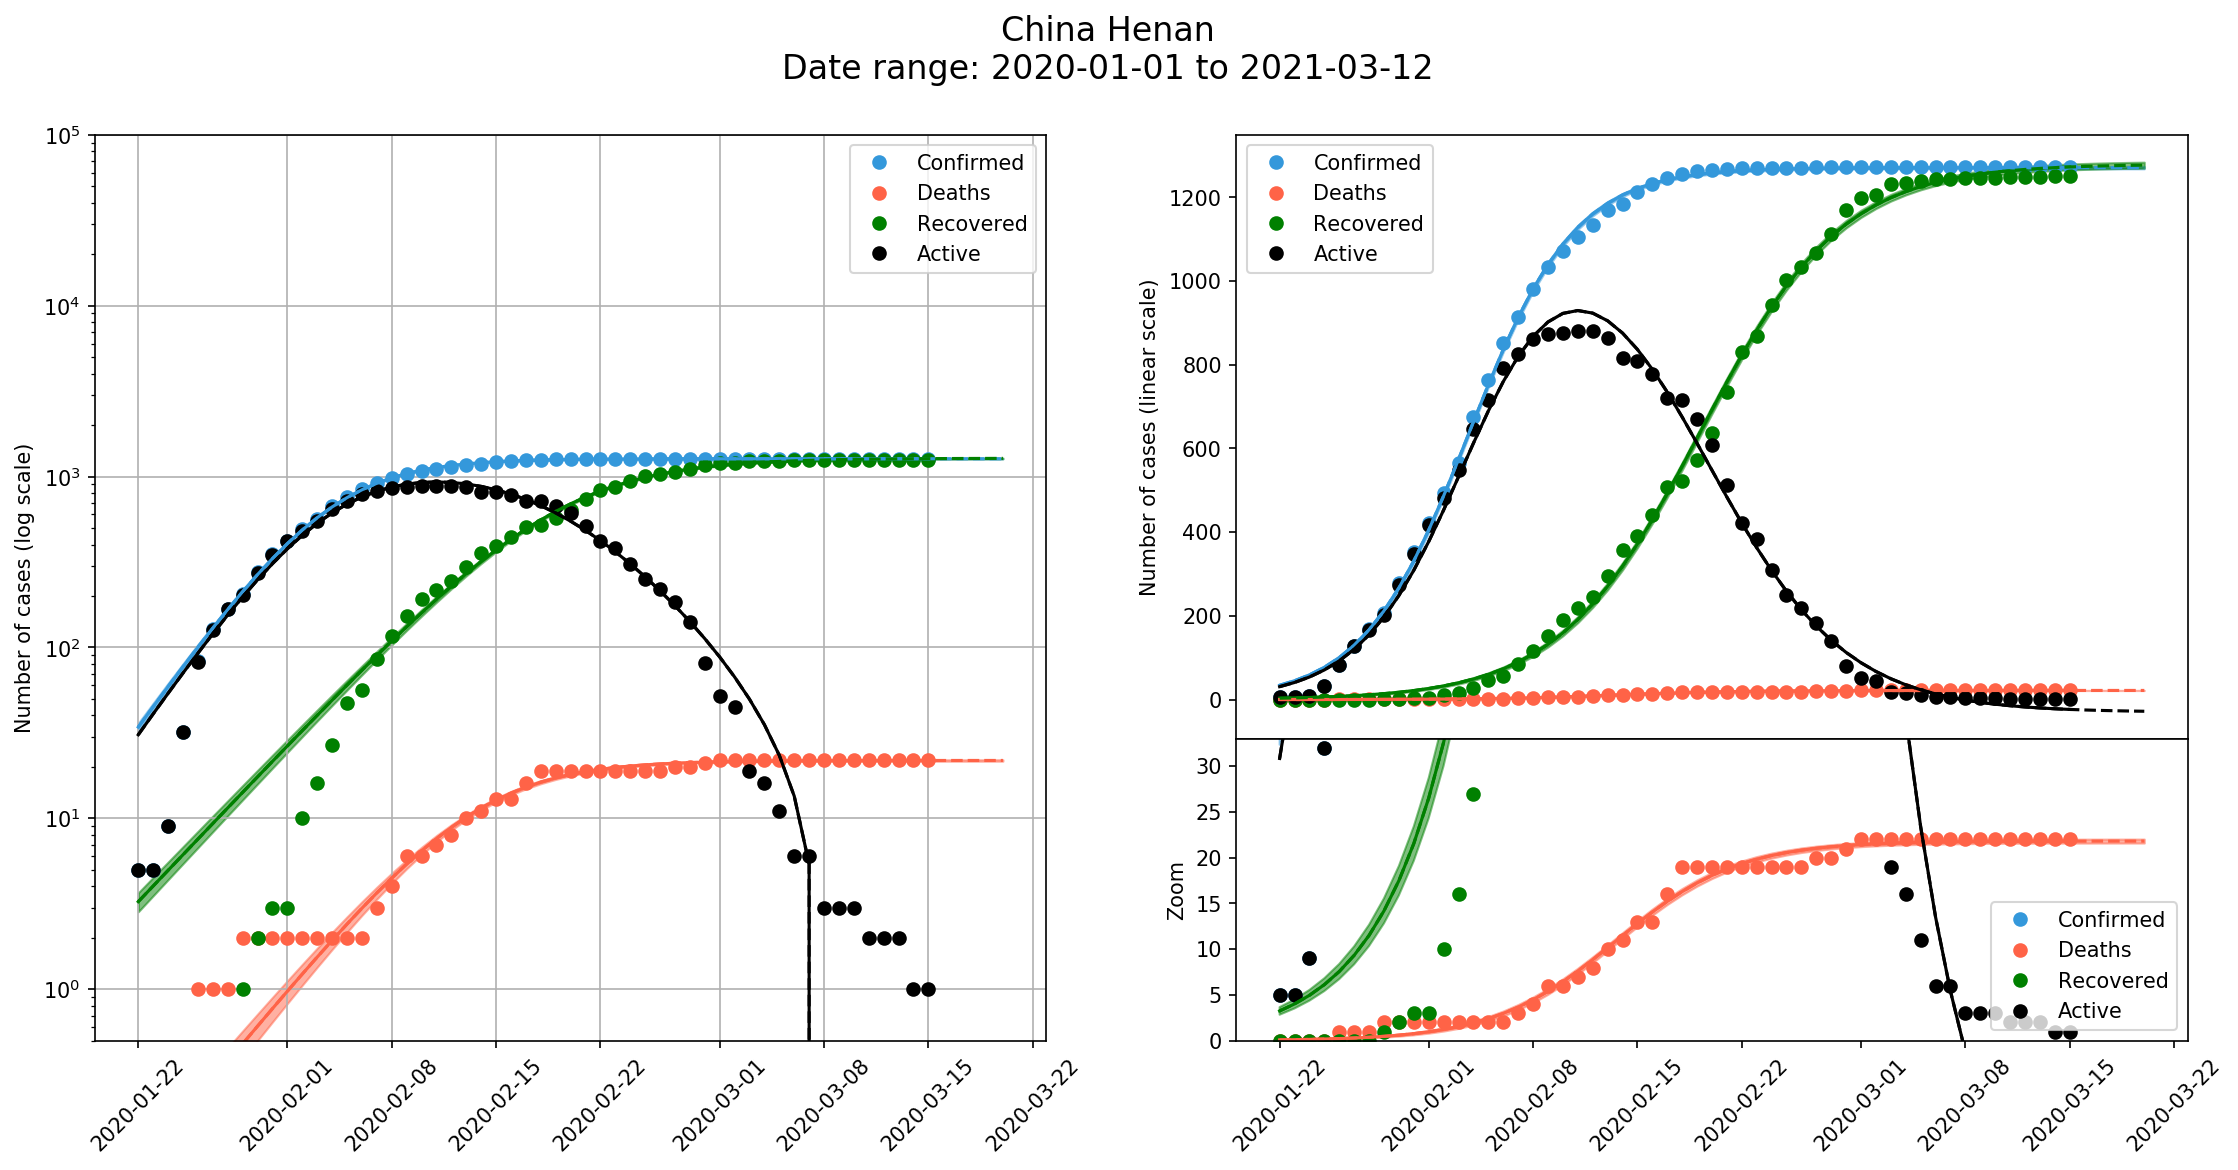 China Henan
Date range: 2020-01-01 to 2021-03-12
Number of cases (log scale)
10^5
10^4
10^3
10^2
10^1
10^0
Confirmed
Deaths
Recovered
Active
2020-01-22
2020-02-01
2020-02-08
2020-02-15
2020-02-22
2020-03-01
2020-03-08
2020-03-15
2020-03-22
Number of cases (linear scale)
1200
1000
800
600
400
200
0
Confirmed
Deaths
Recovered
Active
Zoom
30
25
20
15
10
5
0
Confirmed
Deaths
Recovered
Active
2020-01-22
2020-02-01
2020-02-08
2020-02-15
2020-02-22
2020-03-01
2020-03-08
2020-03-15
2020-03-22